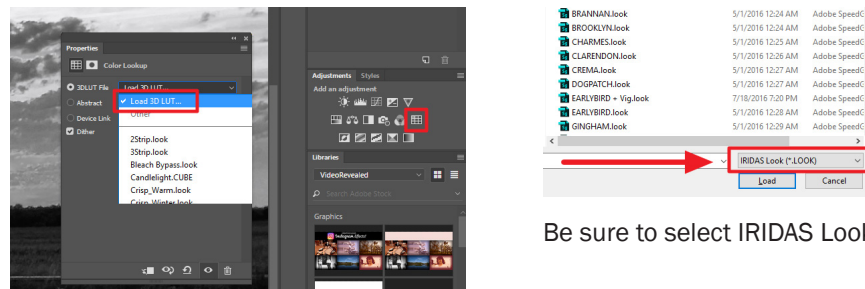 Properties
Color Lookup
3DLUT File
Load 3D LUT...
Abstract
Load 3D LUT...
Device Link
Other
Dither
2Strip.look
3Strip.look
Bleach Bypass.look
Candlelight.CUBE
Crisp_Warm.look
Crisp_Winter.look
Adjustments Styles
Add an adjustment
Libraries
VideoRevealed
Search Adobe Stock
Graphics
BRANNAN.look 5/1/2016 12:24 AM Adobe SpeedG
BROOKLYN.look 5/1/2016 12:24 AM Adobe SpeedG
CHARMES.look 5/1/2016 12:25 AM Adobe SpeedG
CLARENDON.look 5/1/2016 12:26 AM Adobe SpeedG
CREMA.look 5/1/2016 12:27 AM Adobe SpeedG
DOGPATCH.look 5/1/2016 12:27 AM Adobe SpeedG
EARLYBIRD + Vig.look 7/18/2016 7:20 PM Adobe SpeedG
EARLYBIRD.look 5/1/2016 12:28 AM Adobe SpeedG
GINGHAM.look 5/1/2016 12:29 AM Adobe SpeedG
IRIDAS Look (*.LOOK)
Load Cancel
Be sure to select IRIDAS Look